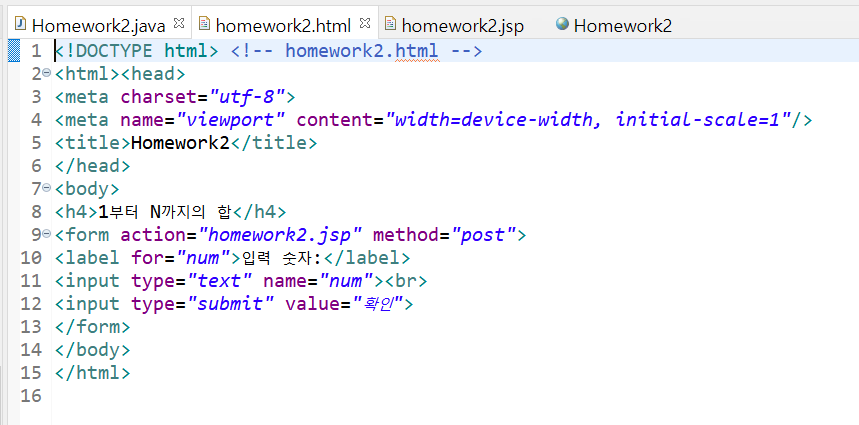 Homework2.java homework2.html homework2.jsp Homework2
1 <!DOCTYPE html> <!-- homework2.html -->
2 <html><head>
3 <meta charset="utf-8">
4 <meta name="viewport" content="width=device-width, initial-scale=1"/>
5 <title>Homework2</title>
6 </head>
7 <body>
8 <h4>1부터 N까지의 합</h4>
9 <form action="homework2.jsp" method="post">
10 <label for="num">입력 숫자:</label>
11 <input type="text" name="num"><br>
12 <input type="submit" value="확인">
13 </form>
14 </body>
15 </html>
16